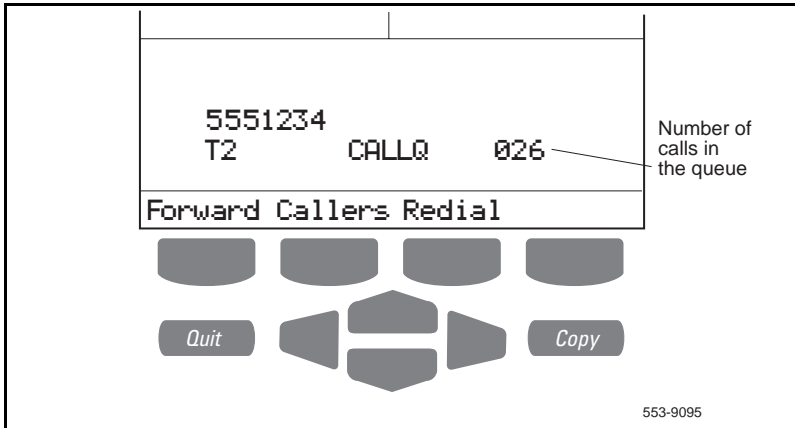 5551234
T2 CALLQ 026
Number of
calls in
the queue
Forward Callers Redial
Quit
Copy
553-9095